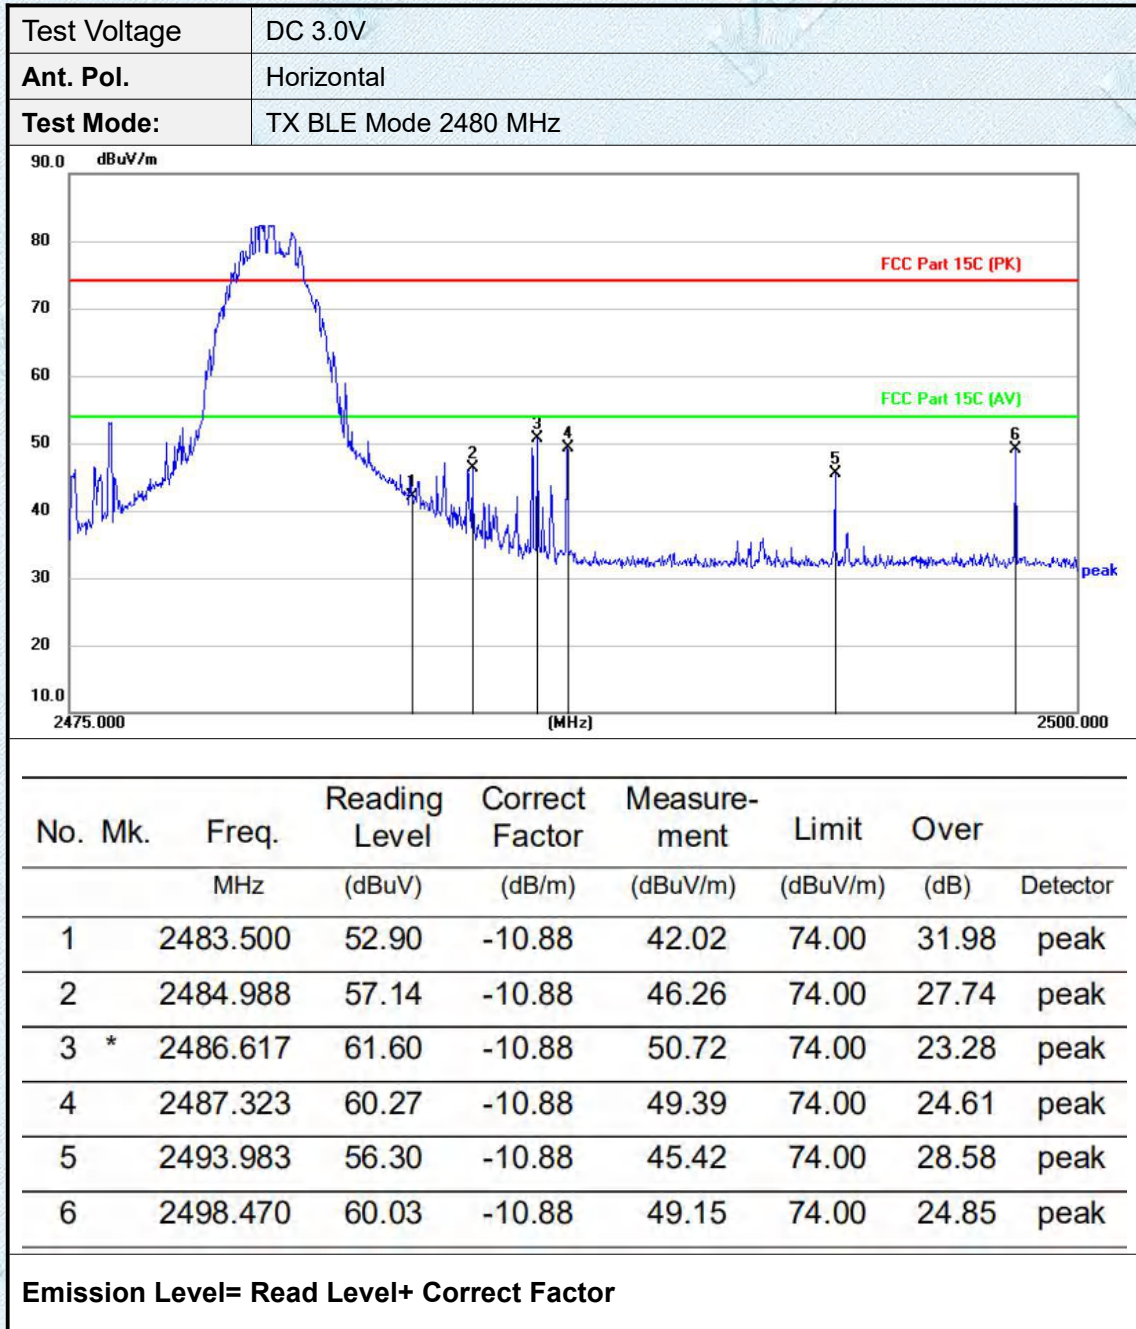 Test Voltage DC 3.0V
Ant. Pol. Horizontal
Test Mode: TX BLE Mode 2480 MHz
90.0 dBuV/m
80
FCC Part 15C (PK)
70
60
FCC Part 15C (AV)
50
1 2 3 4 5 6
40
30
peak
20
10.0
2475.000 (MHz) 2500.000
No. Mk. Freq. Reading Level Correct Factor Measure-ment Limit Over
MHz (dBuV) (dB/m) (dBuV/m) (dBuV/m) (dB) Detector
1 2483.500 52.90 -10.88 42.02 74.00 31.98 peak
2 2484.988 57.14 -10.88 46.26 74.00 27.74 peak
3 * 2486.617 61.60 -10.88 50.72 74.00 23.28 peak
4 2487.323 60.27 -10.88 49.39 74.00 24.61 peak
5 2493.983 56.30 -10.88 45.42 74.00 28.58 peak
6 2498.470 60.03 -10.88 49.15 74.00 24.85 peak
Emission Level= Read Level+ Correct Factor